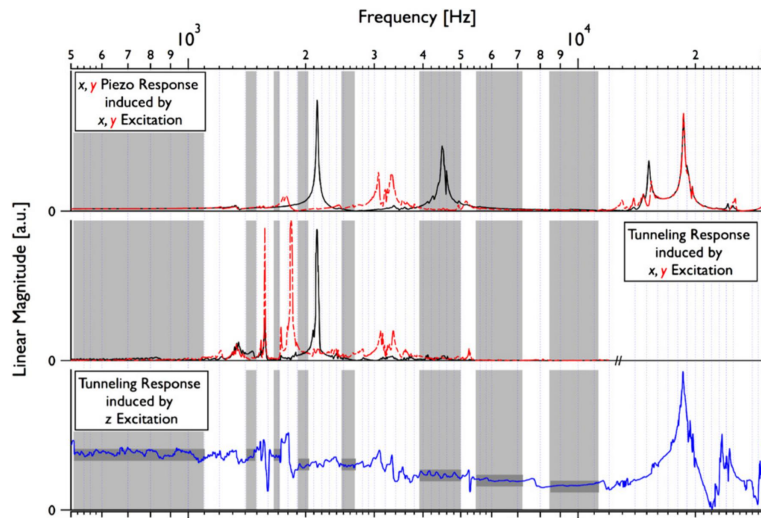 Frequency [Hz]
10³ 10⁴
5 6 7 8 9 2 3 4 5 6 7 8 9 2
x, y Piezo Response
induced by
x, y Excitation
0
Tunneling Response
induced by
x, y Excitation
0
//
Linear Magnitude [a.u.]
Tunneling Response
induced by
z Excitation
0